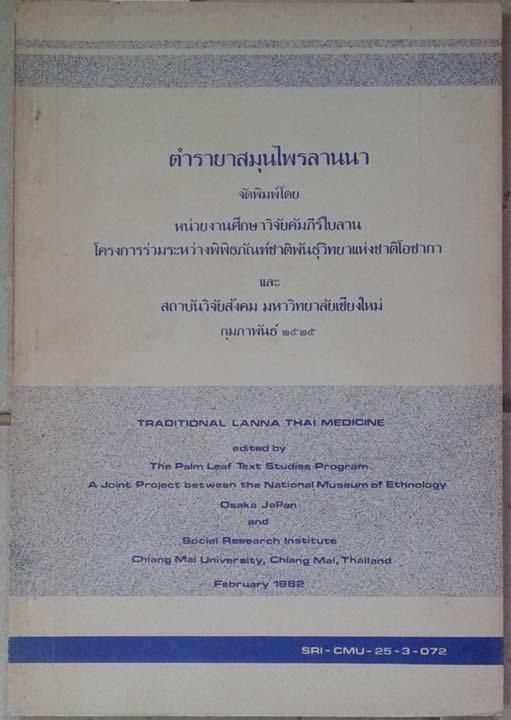 ตำรายาสมุนไพรลานนา
จัดพิมพ์โดย
หน่วยงานศึกษาวิจัยคัมภีร์ใบลาน
โครงการร่วมระหว่างพิพิธภัณฑ์ชาติพันธุ์วิทยาแห่งชาติโอซากา
และ
สถาบันวิจัยสังคม มหาวิทยาลัยเชียงใหม่
กุมภาพันธ์ ๒๕๒๕
TRADITIONAL LANNA THAI MEDICINE
edited by
The Palm Leaf Text Studies Program
A Joint Project between the National Museum of Ethnology
Osaka JaPan
and
Social Research Institute
Chiang Mai University, Chiang Mai, Thailand
February 1982
SRI-CMU-25-3-072